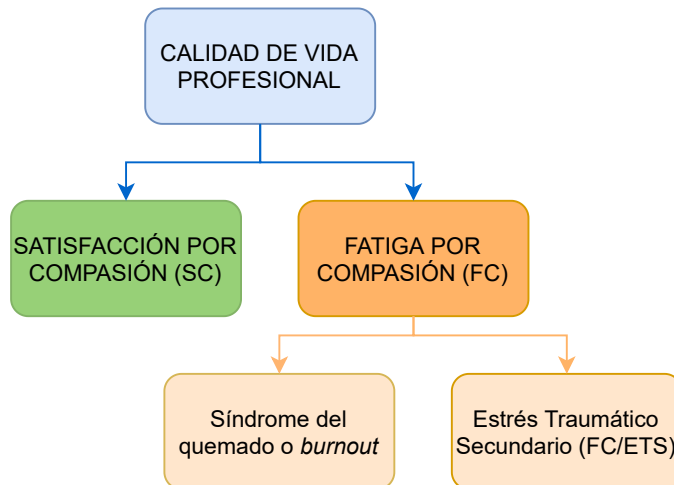 CALIDAD DE VIDA
PROFESIONAL
SATISFACCIÓN POR
COMPASIÓN (SC)
FATIGA POR
COMPASIÓN (FC)
Síndrome del
quemado o burnout
Estrés Traumático
Secundario (FC/ETS)